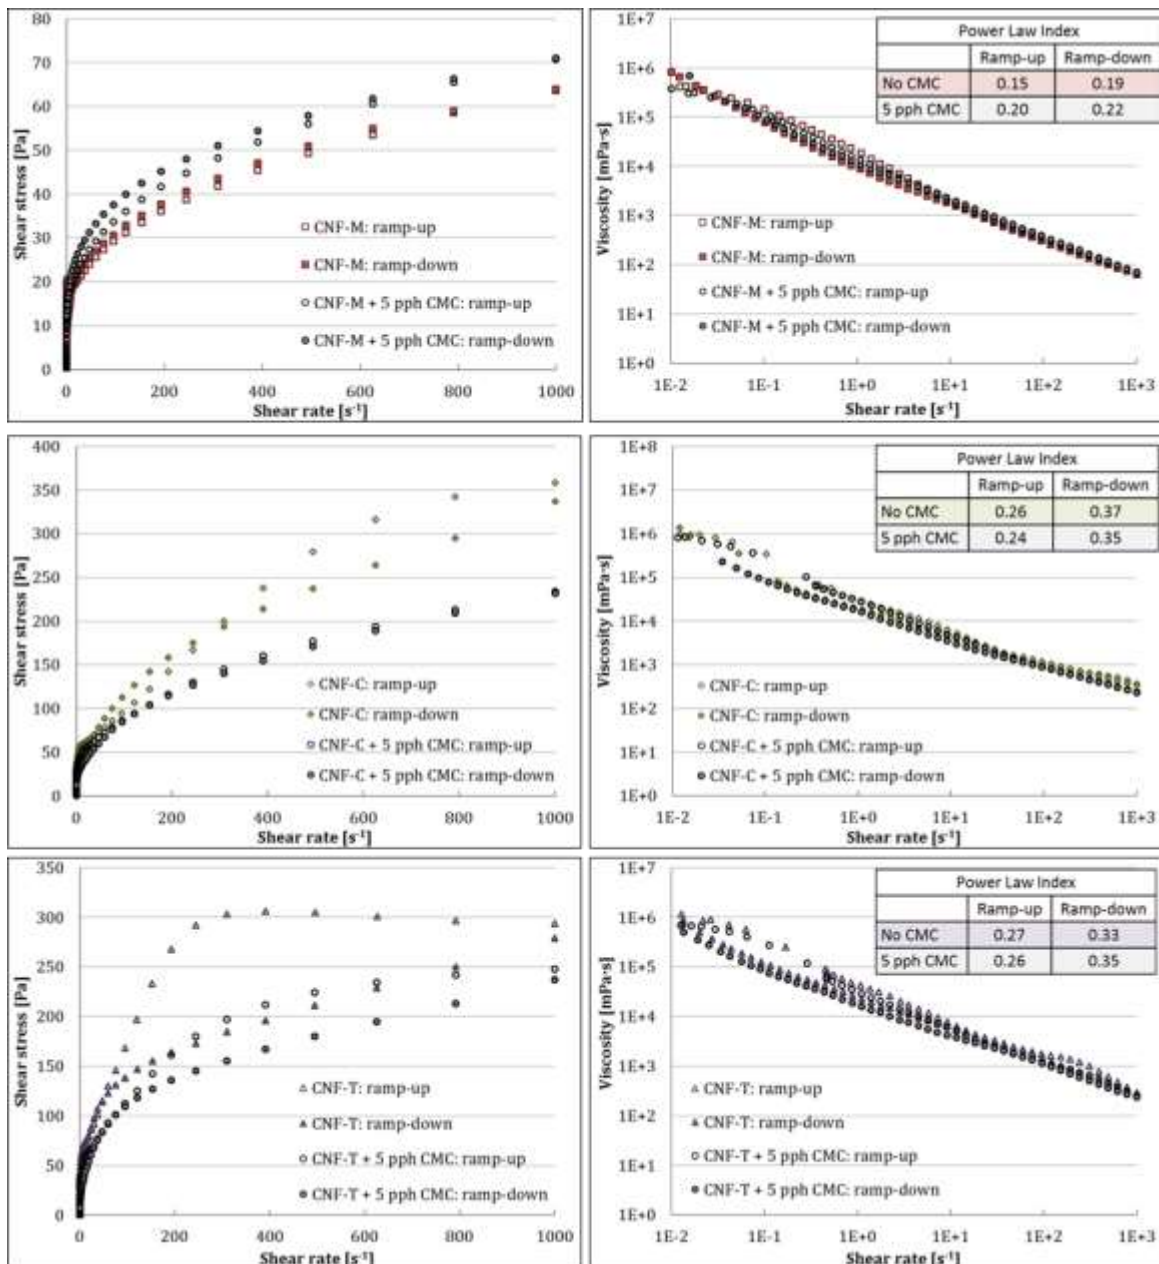 80
70
60
50
40
30
20
10
0
Shear stress [Pa]
CNF-M: ramp-up
CNF-M: ramp-down
CNF-M + 5 pph CMC: ramp-up
CNF-M + 5 pph CMC: ramp-down
0 200 400 600 800 1000
Shear rate [s⁻¹]
1E+7
1E+6
1E+5
1E+4
1E+3
1E+2
1E+1
1E+0
Viscosity [mPa·s]
Power Law Index
Ramp-up Ramp-down
No CMC 0.15 0.19
5 pph CMC 0.20 0.22
CNF-M: ramp-up
CNF-M: ramp-down
CNF-M + 5 pph CMC: ramp-up
CNF-M + 5 pph CMC: ramp-down
1E-2 1E-1 1E+0 1E+1 1E+2 1E+3
Shear rate [s⁻¹]
400
350
300
250
200
150
100
50
0
Shear stress [Pa]
CNF-C: ramp-up
CNF-C: ramp-down
CNF-C + 5 pph CMC: ramp-up
CNF-C + 5 pph CMC: ramp-down
0 200 400 600 800 1000
Shear rate [s⁻¹]
1E+8
1E+7
1E+6
1E+5
1E+4
1E+3
1E+2
1E+1
1E+0
Viscosity [mPa·s]
Power Law Index
Ramp-up Ramp-down
No CMC 0.26 0.37
5 pph CMC 0.24 0.35
CNF-C: ramp-up
CNF-C: ramp-down
CNF-C + 5 pph CMC: ramp-up
CNF-C + 5 pph CMC: ramp-down
1E-2 1E-1 1E+0 1E+1 1E+2 1E+3
Shear rate [s⁻¹]
350
300
250
200
150
100
50
0
Shear stress [Pa]
CNF-T: ramp-up
CNF-T: ramp-down
CNF-T + 5 pph CMC: ramp-up
CNF-T + 5 pph CMC: ramp-down
0 200 400 600 800 1000
Shear rate [s⁻¹]
1E+7
1E+6
1E+5
1E+4
1E+3
1E+2
1E+1
1E+0
Viscosity [mPa·s]
Power Law Index
Ramp-up Ramp-down
No CMC 0.27 0.33
5 pph CMC 0.26 0.35
CNF-T: ramp-up
CNF-T: ramp-down
CNF-T + 5 pph CMC: ramp-up
CNF-T + 5 pph CMC: ramp-down
1E-2 1E-1 1E+0 1E+1 1E+2 1E+3
Shear rate [s⁻¹]